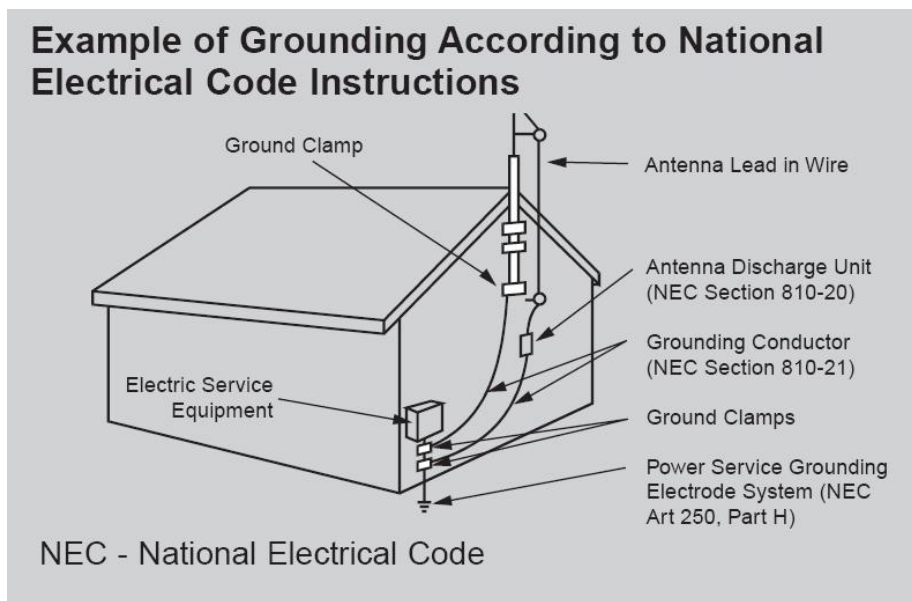 Example of Grounding According to National
Electrical Code Instructions
Ground Clamp
Antenna Lead in Wire
Antenna Discharge Unit
(NEC Section 810-20)
Grounding Conductor
(NEC Section 810-21)
Electric Service
Equipment
Ground Clamps
Power Service Grounding
Electrode System (NEC
Art 250, Part H)
NEC - National Electrical Code